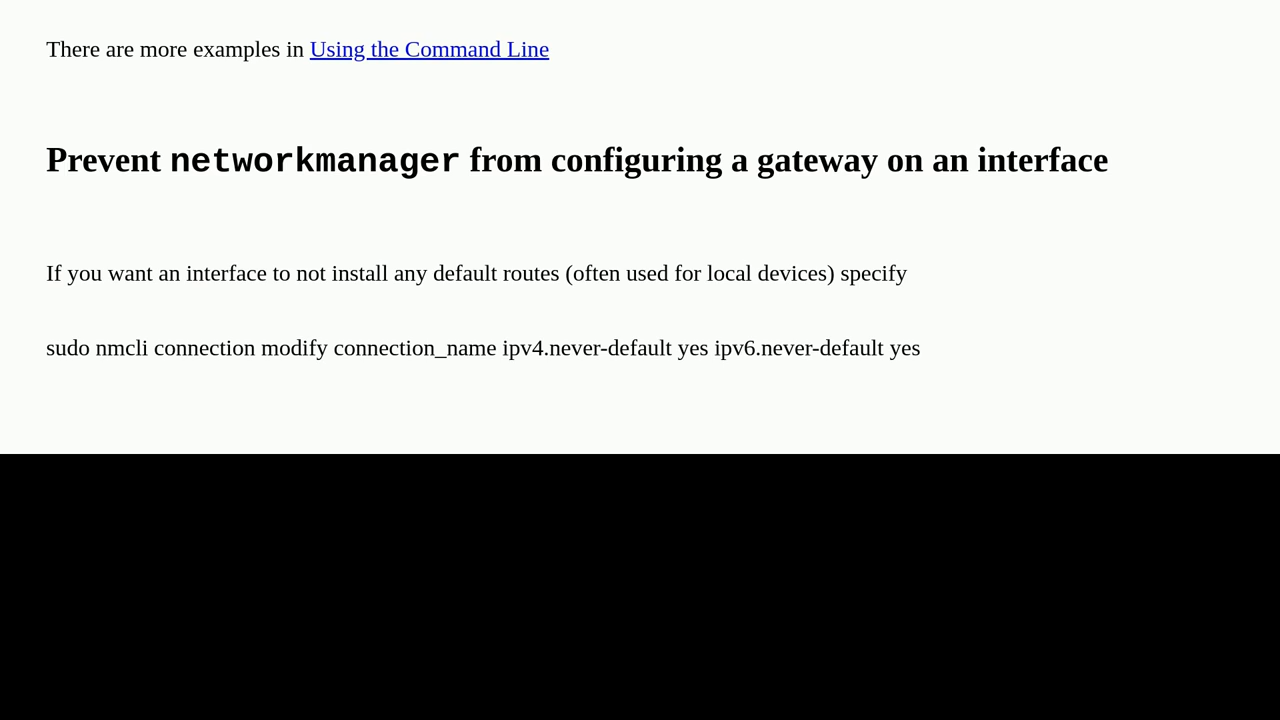 There are more examples in Using the Command Line
Prevent networkmanager from configuring a gateway on an interface
If you want an interface to not install any default routes (often used for local devices) specify
sudo nmcli connection modify connection_name ipv4.never-default yes ipv6.never-default yes